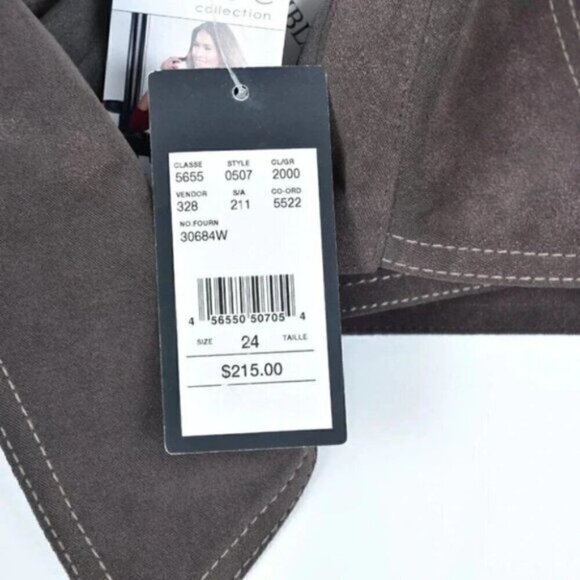 collection
CLASSE STYLE CL/GR
5655 0507 2000
VENDOR S/A CO-ORD
328 211 5522
NO.FOURN
30684W
4 56550 50705 4
SIZE 24 TAILLE
$215.00